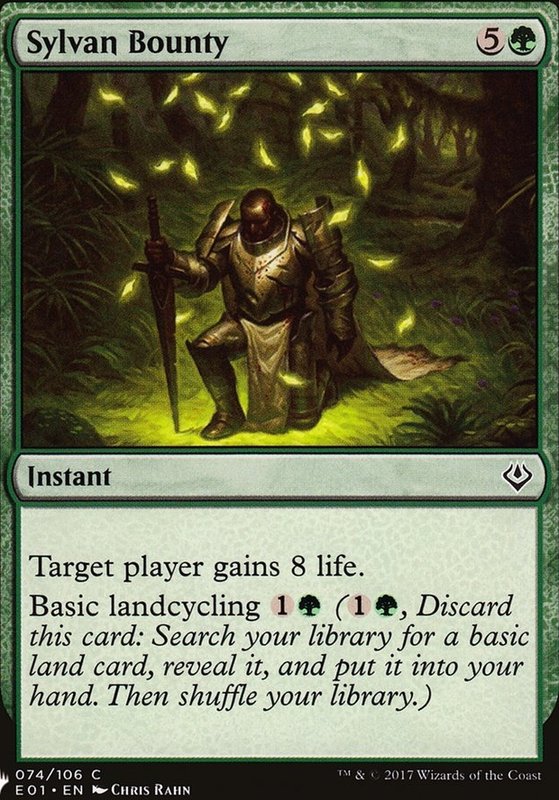 Sylvan Bounty 5
Instant
Target player gains 8 life.
Basic landcycling 1 (1, Discard
this card: Search your library for a basic
land card, reveal it, and put it into your
hand. Then shuffle your library.)
074/106 C
E01 • EN Chris Rahn
™ & © 2017 Wizards of the Coast